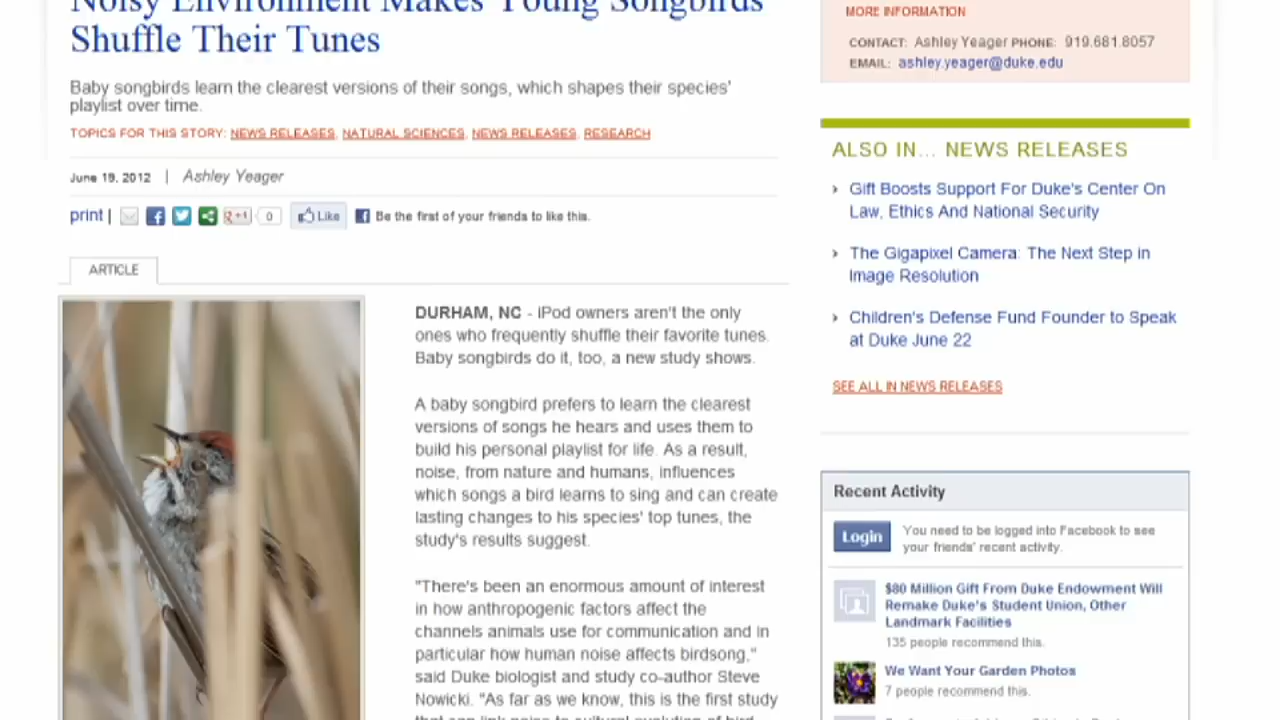 Noisy Environment Makes Young Songbirds
Shuffle Their Tunes
Baby songbirds learn the clearest versions of their songs, which shapes their species'
playlist over time.
TOPICS FOR THIS STORY: NEWS RELEASES, NATURAL SCIENCES, NEWS RELEASES, RESEARCH
June 19, 2012 | Ashley Yeager
print |
g +1 0 Like Be the first of your friends to like this.
ARTICLE
DURHAM, NC - iPod owners aren't the only
ones who frequently shuffle their favorite tunes.
Baby songbirds do it, too, a new study shows.
A baby songbird prefers to learn the clearest
versions of songs he hears and uses them to
build his personal playlist for life. As a result,
noise, from nature and humans, influences
which songs a bird learns to sing and can create
lasting changes to his species' top tunes, the
study's results suggest.
"There's been an enormous amount of interest
in how anthropogenic factors affect the
channels animals use for communication and in
particular how human noise affects birdsong,"
said Duke biologist and study co-author Steve
Nowicki. "As far as we know, this is the first study
MORE INFORMATION
CONTACT: Ashley Yeager PHONE: 919.681.8057
EMAIL: ashley.yeager@duke.edu
ALSO IN... NEWS RELEASES
› Gift Boosts Support For Duke's Center On
Law, Ethics And National Security
› The Gigapixel Camera: The Next Step in
Image Resolution
› Children's Defense Fund Founder to Speak
at Duke June 22
SEE ALL IN NEWS RELEASES
Recent Activity
Login
You need to be logged into Facebook to see
your friends' recent activity.
$80 Million Gift From Duke Endowment Will
Remake Duke's Student Union, Other
Landmark Facilities
135 people recommend this.
We Want Your Garden Photos
7 people recommend this.